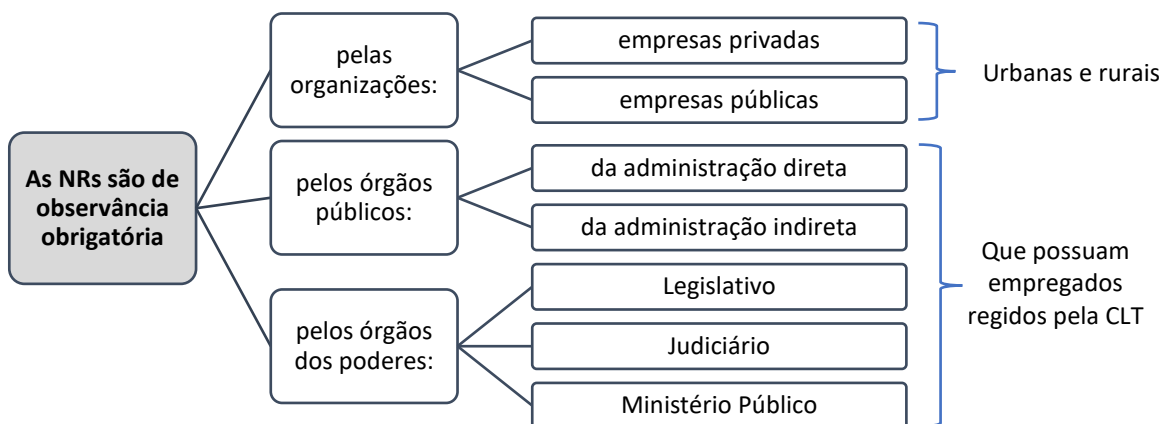 As NRs são de
observância
obrigatória
pelas
organizações:
empresas privadas
empresas públicas
Urbanas e rurais
pelos órgãos
públicos:
da administração direta
da administração indireta
pelos órgãos
dos poderes:
Legislativo
Judiciário
Ministério Público
Que possuam
empregados
regidos pela CLT